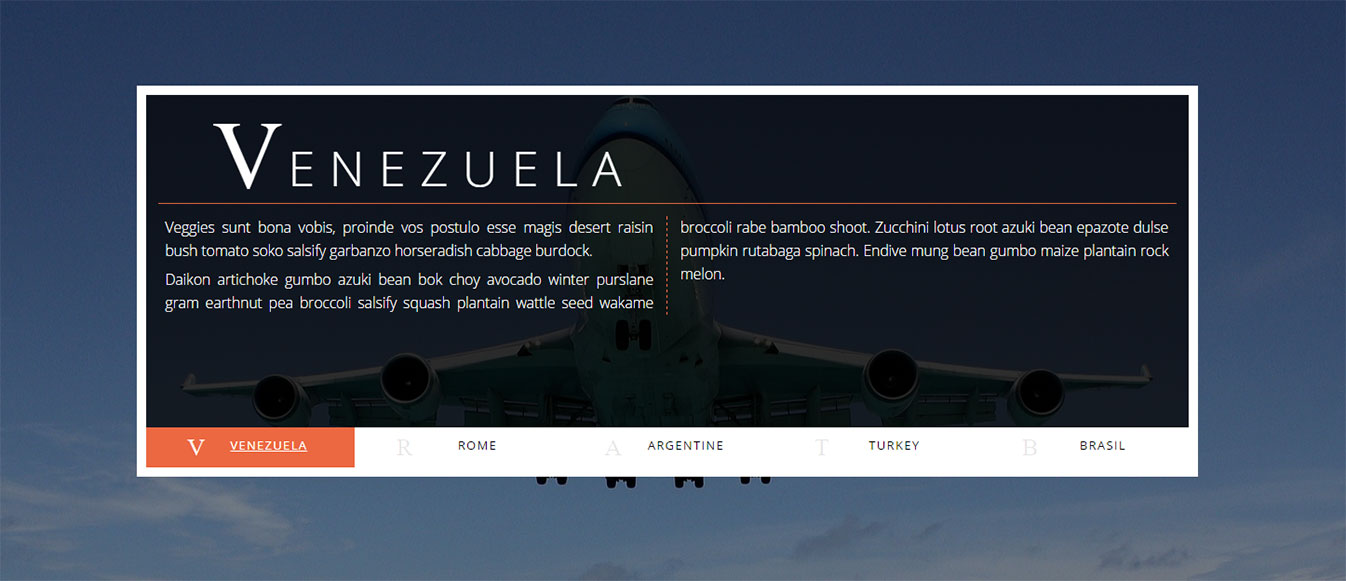 VENEZUELA
Veggies sunt bona vobis, proinde vos postulo esse magis desert raisin
bush tomato soko salsify garbanzo horseradish cabbage burdock.
Daikon artichoke gumbo azuki bean bok choy avocado winter purslane
gram earthnut pea broccoli salsify squash plantain wattle seed wakame
broccoli rabe bamboo shoot. Zucchini lotus root azuki bean epazote dulse
pumpkin rutabaga spinach. Endive mung bean gumbo maize plantain rock
melon.
V VENEZUELA
R ROME
A ARGENTINE
T TURKEY
B BRASIL